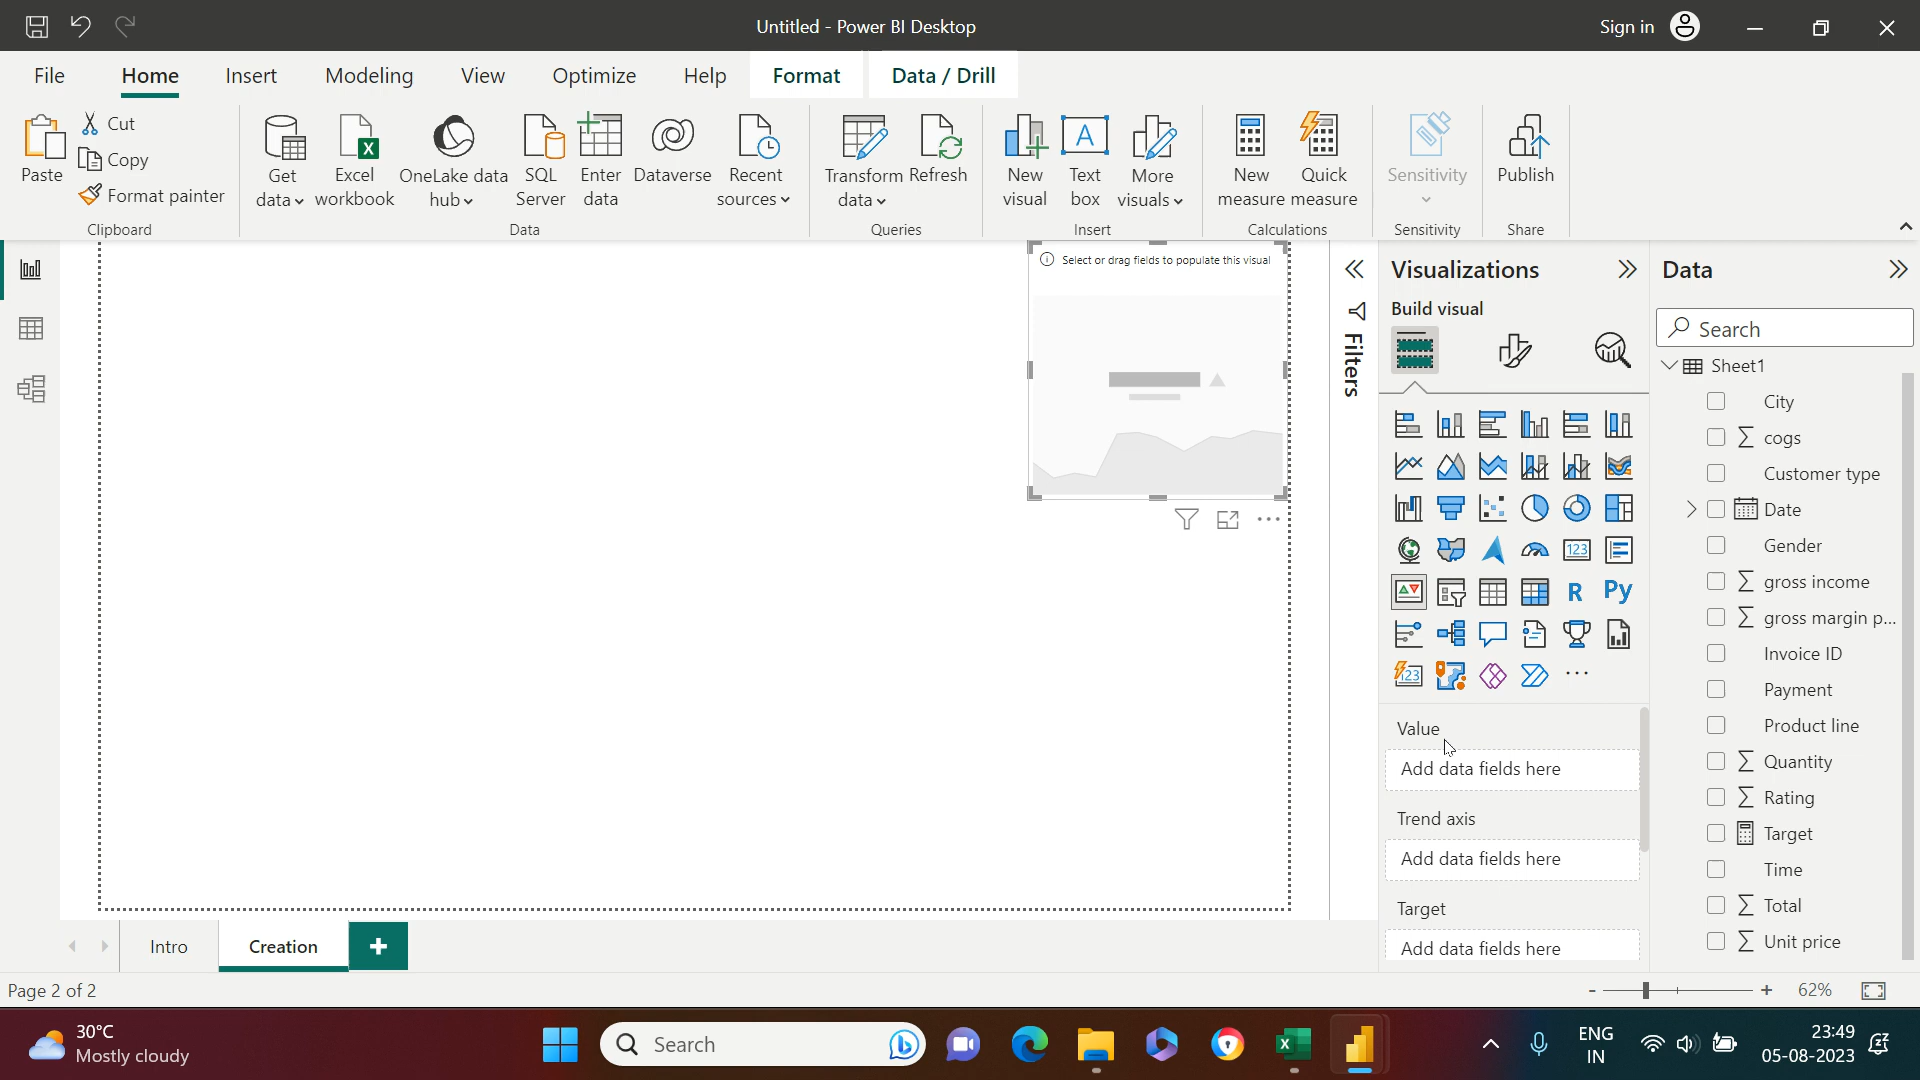 Untitled - Power BI Desktop
Sign in
File Home Insert Modeling View Optimize Help Format Data / Drill
Paste
Cut
Copy
Format painter
Clipboard
Get data
Excel workbook
OneLake data hub
SQL Server
Enter data
Dataverse
Recent sources
Data
Transform data
Refresh
Queries
New visual
A
Text box
More visuals
Insert
New measure
Quick measure
Calculations
Sensitivity
Sensitivity
Publish
Share
Select or drag fields to populate this visual
Filters
Visualizations
Build visual
123
R
Py
123
Value
Add data fields here
Trend axis
Add data fields here
Target
Add data fields here
Data
Search
Sheet1
City
∑ cogs
Customer type
Date
Gender
∑ gross income
∑ gross margin p...
Invoice ID
Payment
Product line
∑ Quantity
∑ Rating
Target
Time
∑ Total
∑ Unit price
Intro
Creation
+
Page 2 of 2
- + 62%
30°C
Mostly cloudy
Search
ENG
IN
23:49
05-08-2023